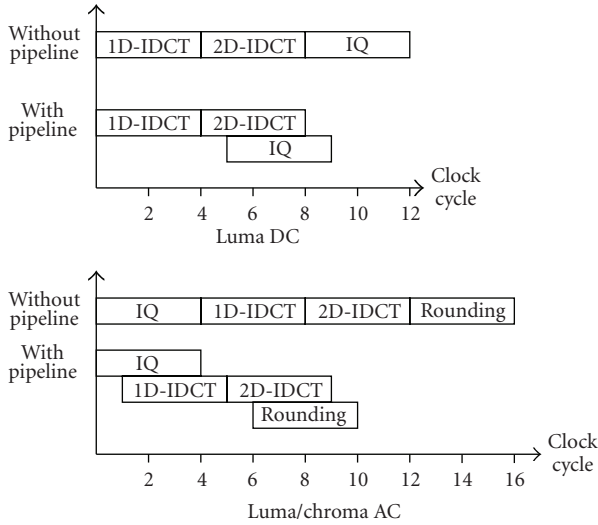 Without
pipeline
1D-IDCT 2D-IDCT IQ
With
pipeline
1D-IDCT 2D-IDCT
IQ
Clock
cycle
2 4 6 8 10 12
Luma DC
Without
pipeline
IQ 1D-IDCT 2D-IDCT Rounding
With
pipeline
IQ
1D-IDCT 2D-IDCT
Rounding
Clock
cycle
2 4 6 8 10 12 14 16
Luma/chroma AC